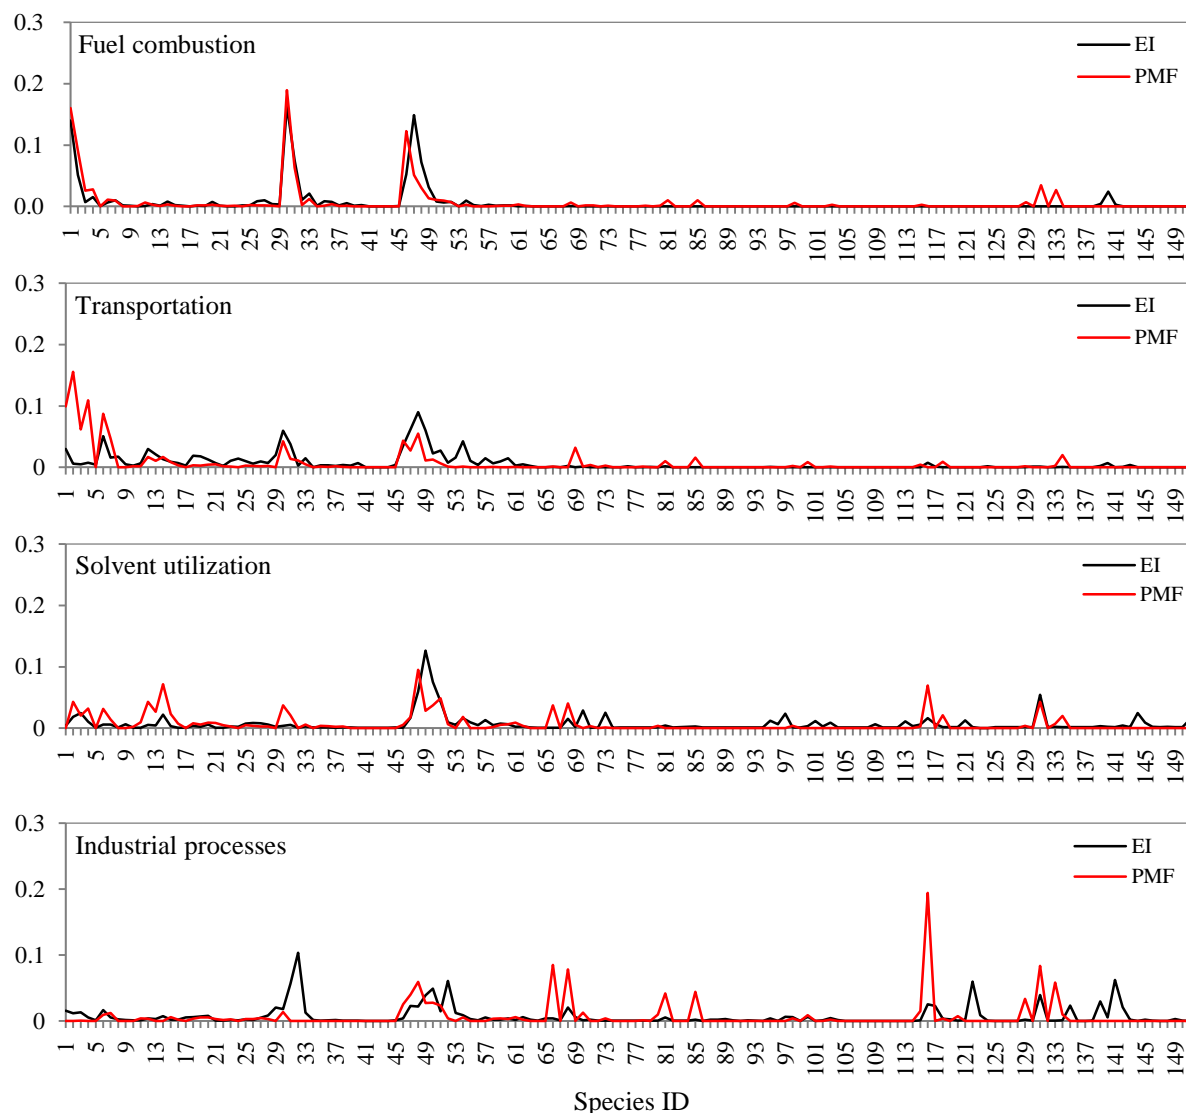 Fuel combustion
EI
PMF
0.3
0.2
0.1
0.0
1 5 9 13 17 21 25 29 33 37 41 45 49 53 57 61 65 69 73 77 81 85 89 93 97 101 105 109 113 117 121 125 129 133 137 141 145 149
Transportation
EI
PMF
0.3
0.2
0.1
0
1 5 9 13 17 21 25 29 33 37 41 45 49 53 57 61 65 69 73 77 81 85 89 93 97 101 105 109 113 117 121 125 129 133 137 141 145 149
Solvent utilization
EI
PMF
0.3
0.2
0.1
0
1 5 9 13 17 21 25 29 33 37 41 45 49 53 57 61 65 69 73 77 81 85 89 93 97 101 105 109 113 117 121 125 129 133 137 141 145 149
Industrial processes
EI
PMF
0.3
0.2
0.1
0
1 5 9 13 17 21 25 29 33 37 41 45 49 53 57 61 65 69 73 77 81 85 89 93 97 101 105 109 113 117 121 125 129 133 137 141 145 149
Species ID